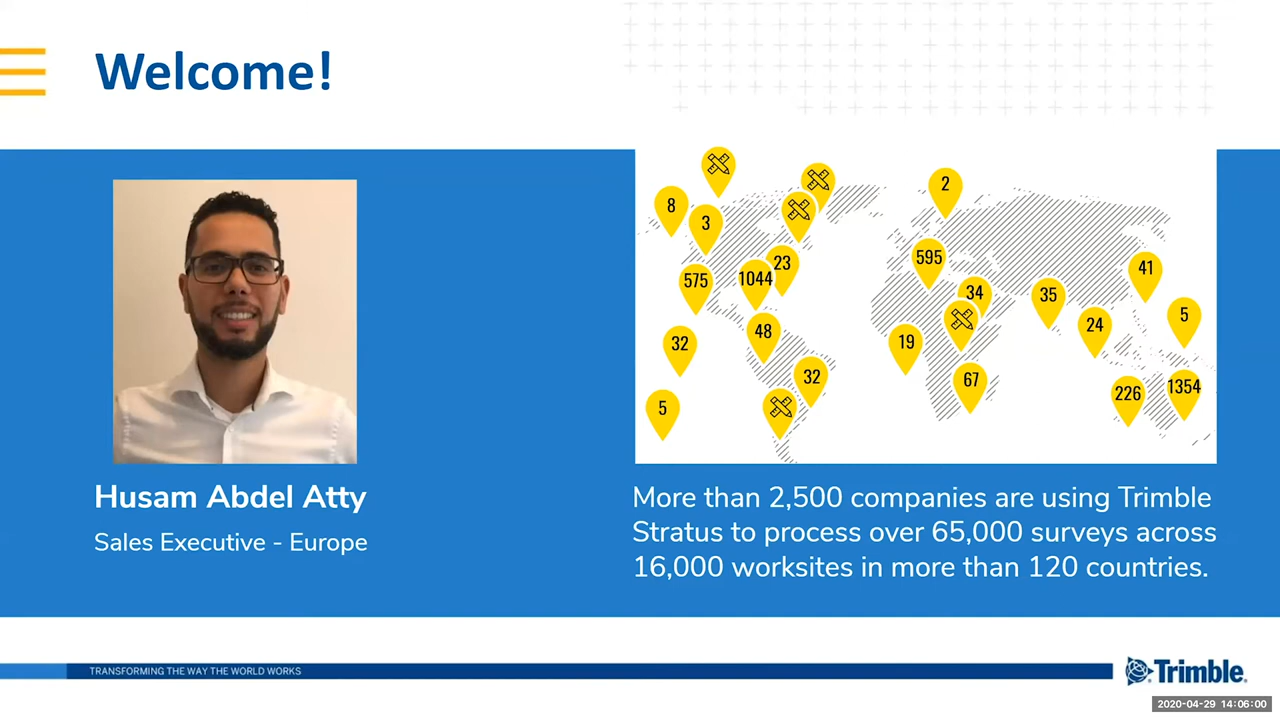 Welcome!
8
3
2
575
1044
23
595
41
34
35
5
24
48
32
19
32
67
226
1354
5
Husam Abdel Atty
Sales Executive - Europe
More than 2,500 companies are using Trimble
Stratus to process over 65,000 surveys across
16,000 worksites in more than 120 countries.
TRANSFORMING THE WAY THE WORLD WORKS
Trimble.
2020-04-29 14:06:00